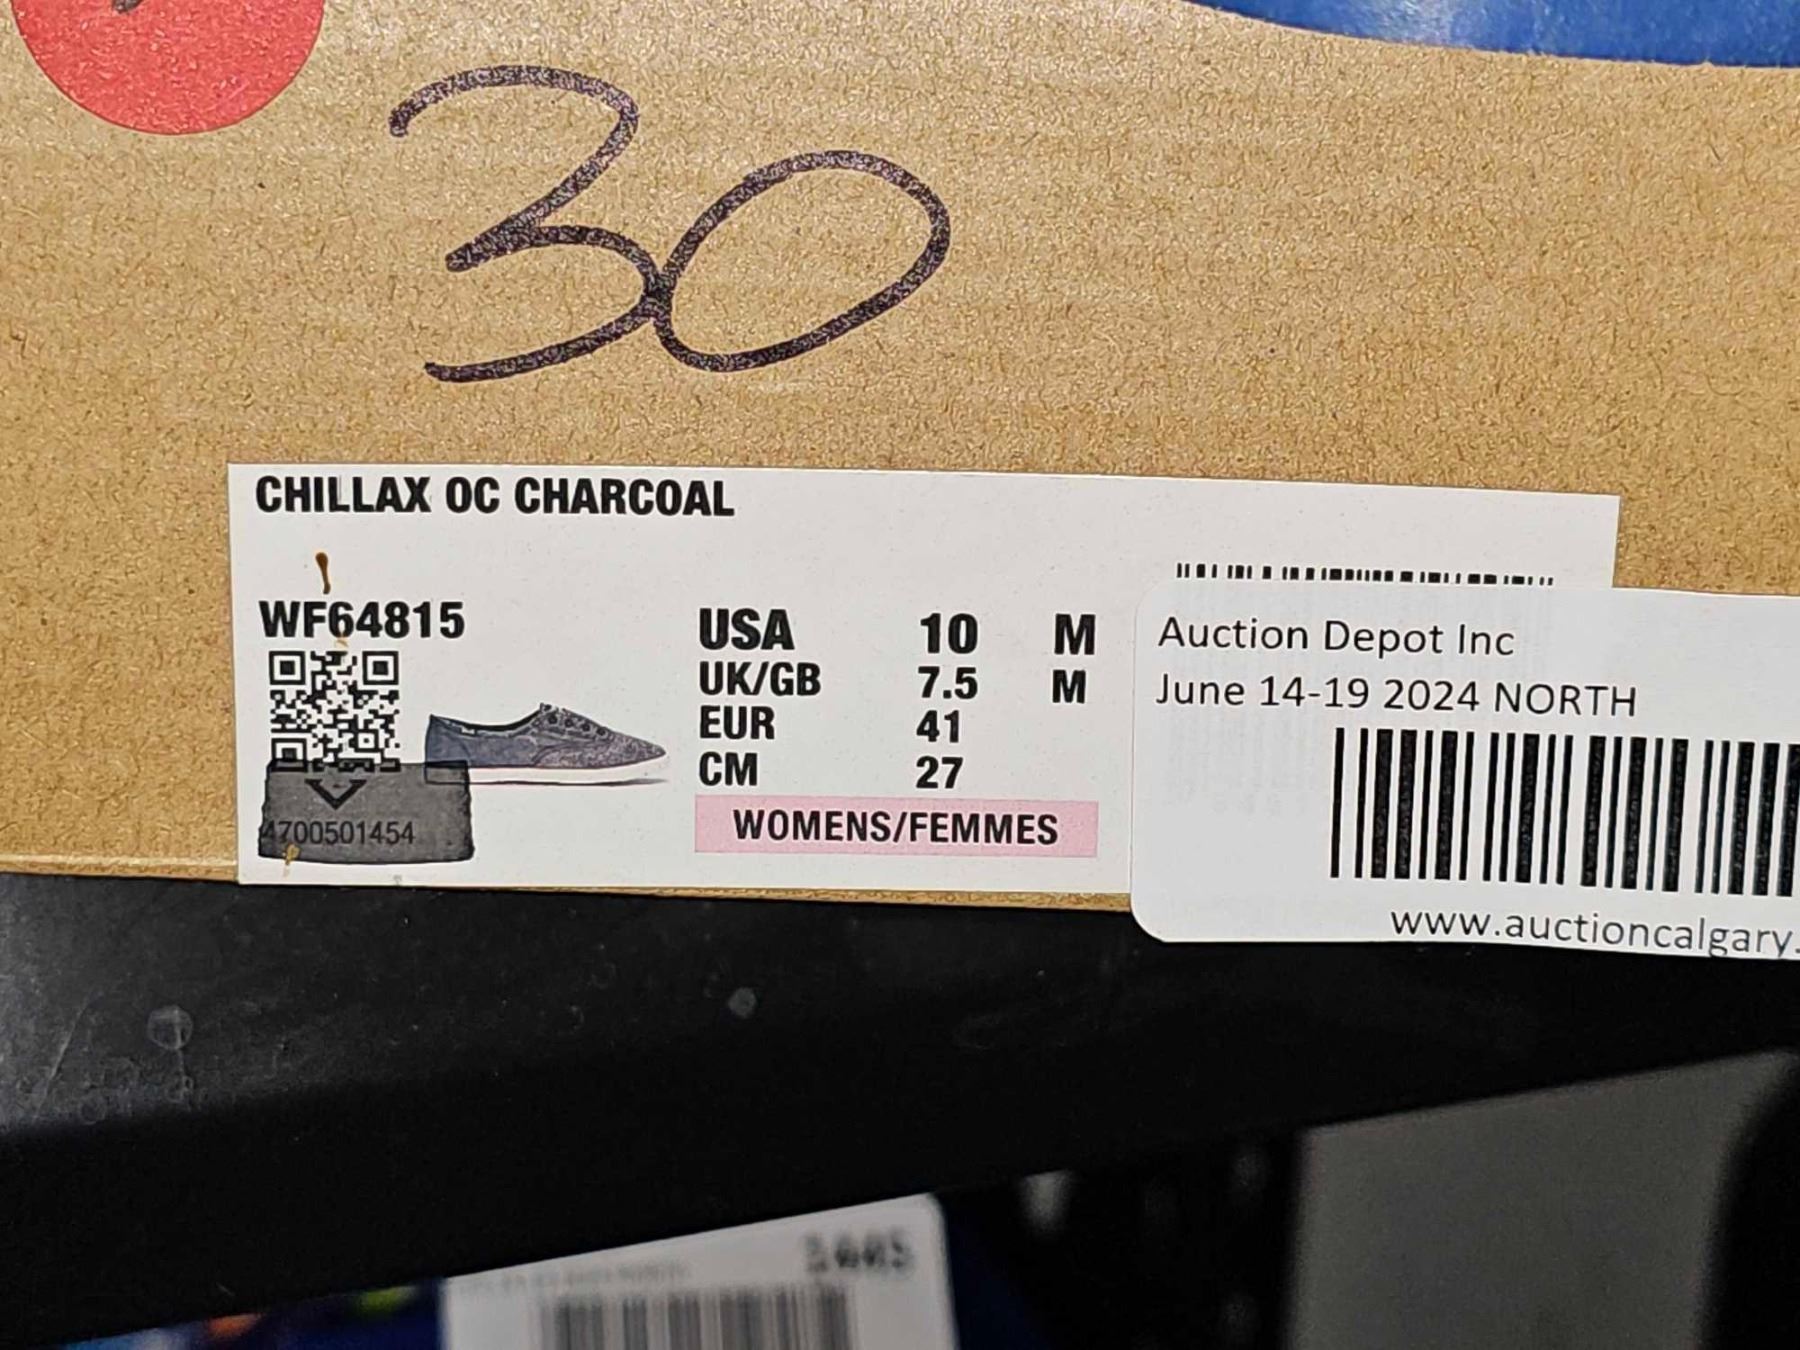 30
CHILLAX OC CHARCOAL
WF64815
4700501454
USA 10 M
UK/GB 7.5 M
EUR 41
CM 27
WOMENS/FEMMES
Auction Depot Inc
June 14-19 2024 NORTH
www.auctioncalgary.